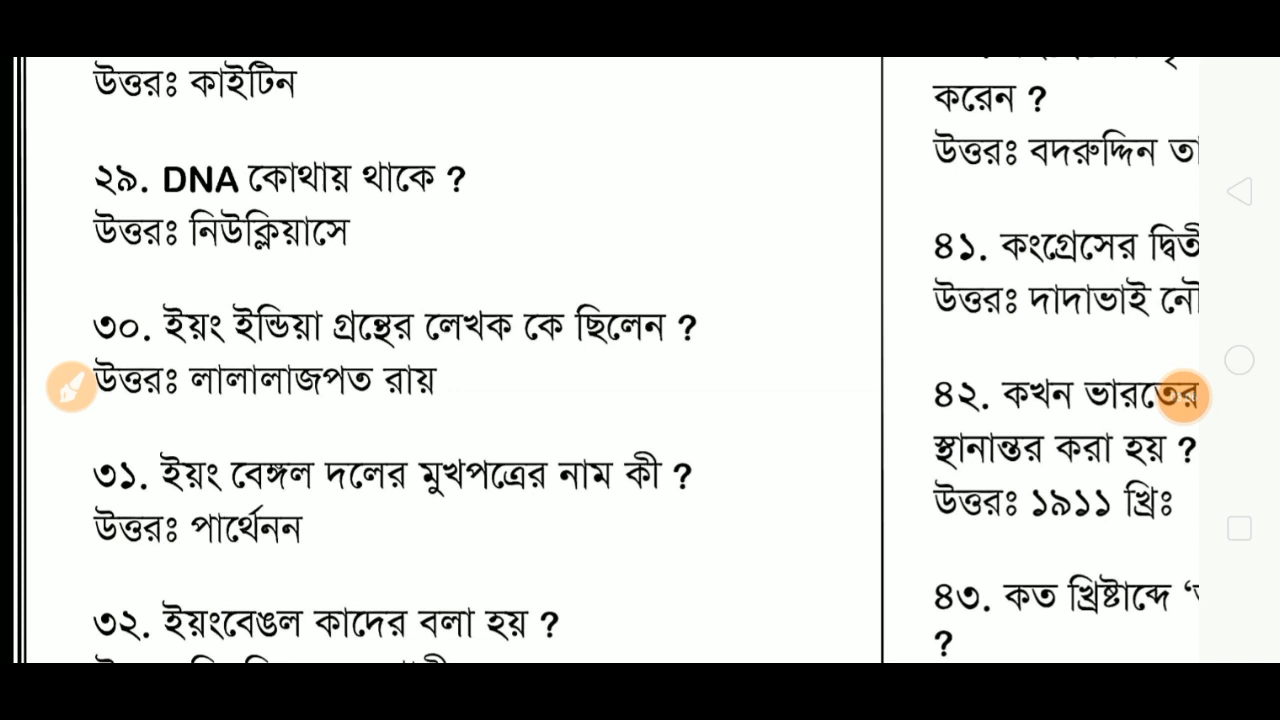 উত্তরঃ কাইটিন
২৯. DNA কোথায় থাকে ?
উত্তরঃ নিউক্লিয়াসে
৩০. ইয়ং ইন্ডিয়া গ্রন্থের লেখক কে ছিলেন ?
উত্তরঃ লালালাজপত রায়
৩১. ইয়ং বেঙ্গল দলের মুখপত্রের নাম কী ?
উত্তরঃ পার্থেনন
৩২. ইয়ংবেঙল কাদের বলা হয় ?
করেন ?
উত্তরঃ বদরুদ্দিন
৪১. কংগ্রেসের
উত্তরঃ দাদাভাই
৪২. কখন ভারতের
স্থানান্তর করা হয় ?
উত্তরঃ ১৯১১ খ্রিঃ
৪৩. কত খ্রিষ্টাব্দে
?